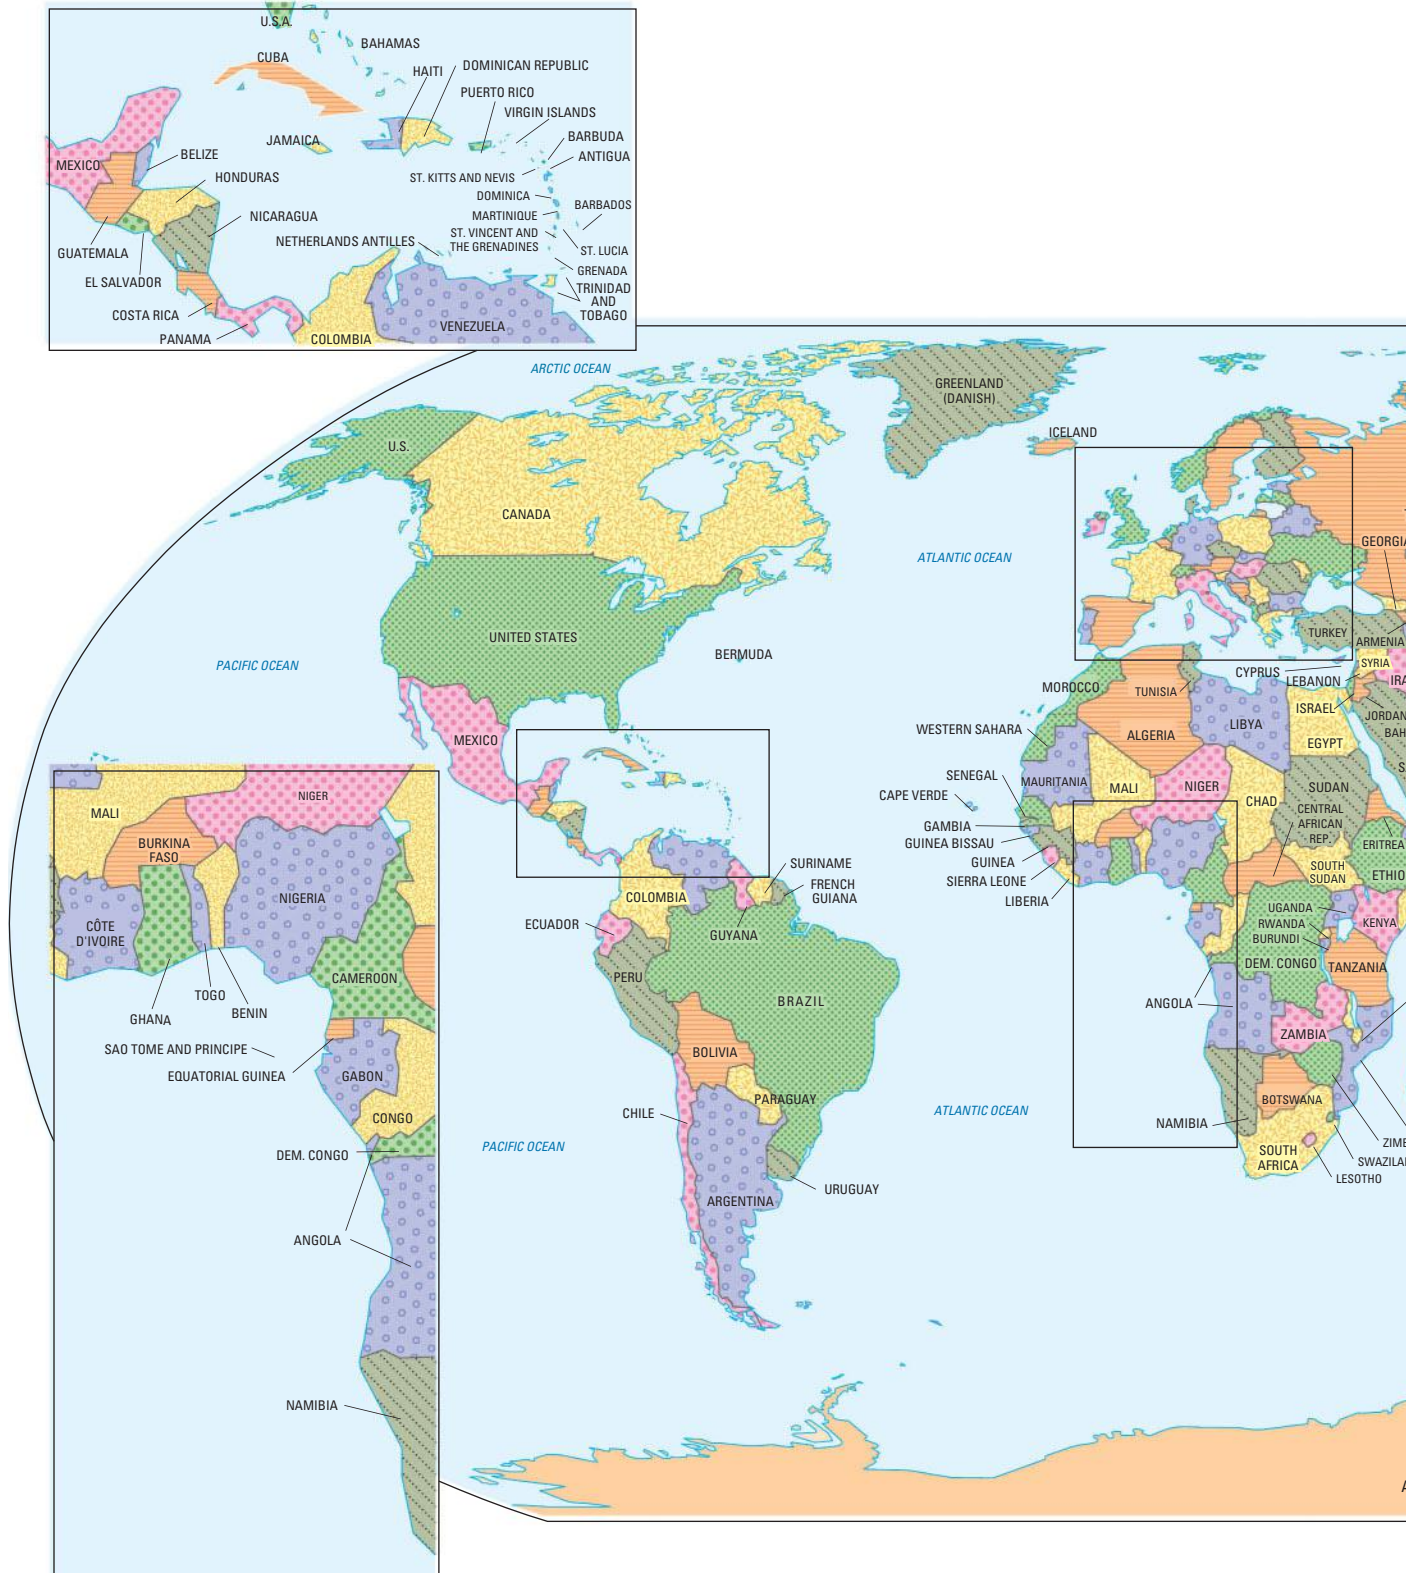 U.S.A.
BAHAMAS
CUBA
HAITI
DOMINICAN REPUBLIC
PUERTO RICO
VIRGIN ISLANDS
JAMAICA
BARBUDA
ANTIGUA
MEXICO
BELIZE
ST. KITTS AND NEVIS
HONDURAS
DOMINICA
BARBADOS
NICARAGUA
MARTINIQUE
ST. VINCENT AND
THE GRENADINES
NETHERLANDS ANTILLES
ST. LUCIA
GUATEMALA
GRENADA
EL SALVADOR
TRINIDAD
AND
TOBAGO
COSTA RICA
PANAMA
COLOMBIA
VENEZUELA
ARCTIC OCEAN
GREENLAND
(DANISH)
ICELAND
U.S.
CANADA
ATLANTIC OCEAN
GEORGIA
UNITED STATES
BERMUDA
PACIFIC OCEAN
TURKEY
ARMENIA
CYPRUS
SYRIA
LEBANON
IRA
MOROCCO
TUNISIA
ISRAEL
JORDAN
BAH
WESTERN SAHARA
ALGERIA
LIBYA
EGYPT
MEXICO
S
SENEGAL
MAURITANIA
MALI
NIGER
CHAD
SUDAN
CAPE VERDE
CENTRAL
AFRICAN
REP.
ERITREA
GAMBIA
GUINEA BISSAU
GUINEA
SIERRA LEONE
LIBERIA
SOUTH
SUDAN
ETHIO
SURINAME
FRENCH
GUIANA
COLOMBIA
GUYANA
ECUADOR
UGANDA
RWANDA
BURUNDI
KENYA
DEM. CONGO
TANZANIA
PERU
BRAZIL
ANGOLA
ZAMBIA
BOLIVIA
BOTSWANA
PARAGUAY
CHILE
ATLANTIC OCEAN
NAMIBIA
ZIMB
PACIFIC OCEAN
SOUTH
AFRICA
SWAZILA
LESOTHO
URUGUAY
ARGENTINA
A
MALI
NIGER
BURKINA
FASO
NIGERIA
CÔTE
D'IVOIRE
CAMEROON
TOGO
BENIN
GHANA
SAO TOME AND PRINCIPE
EQUATORIAL GUINEA
GABON
CONGO
DEM. CONGO
ANGOLA
NAMIBIA